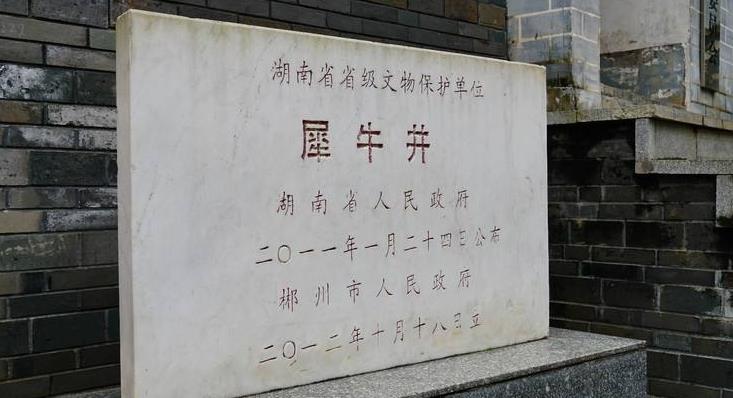 湖南省省级文物保护单位
犀牛井
湖南省人民政府
二〇一一年一月二十四日公布
郴州市人民政府
二〇一二年十月十八日立